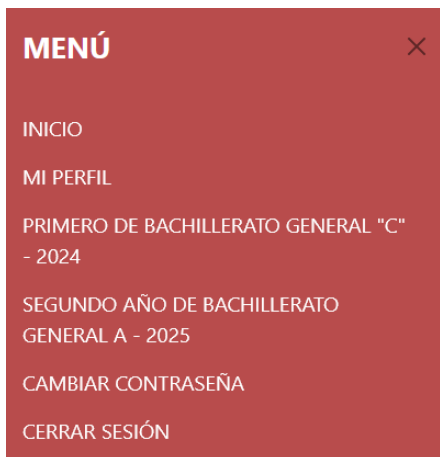 MENÚ
INICIO
MI PERFIL
PRIMERO DE BACHILLERATO GENERAL "C"
- 2024
SEGUNDO AÑO DE BACHILLERATO
GENERAL A - 2025
CAMBIAR CONTRASEÑA
CERRAR SESIÓN